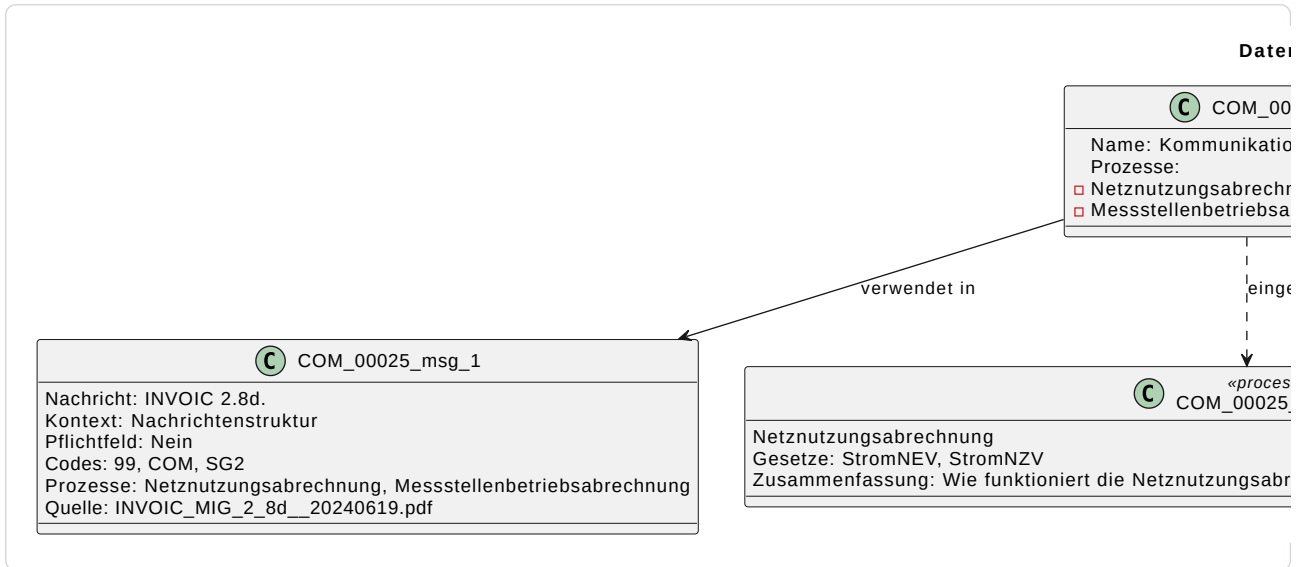 Daten
C COM_00
Name: Kommunikatio
Prozesse:
Netznutzungsabrechn
Messstellenbetriebsa
verwendet in
einge
C COM_00025_msg_1
Nachricht: INVOIC 2.8d.
Kontext: Nachrichtenstruktur
Pflichtfeld: Nein
Codes: 99, COM, SG2
Prozesse: Netznutzungsabrechnung, Messstellenbetriebsabrechnung
Quelle: INVOIC_MIG_2_8d__20240619.pdf
«proces
C COM_00025_
Netznutzungsabrechnung
Gesetze: StromNEV, StromNZV
Zusammenfassung: Wie funktioniert die Netznutzungsabr